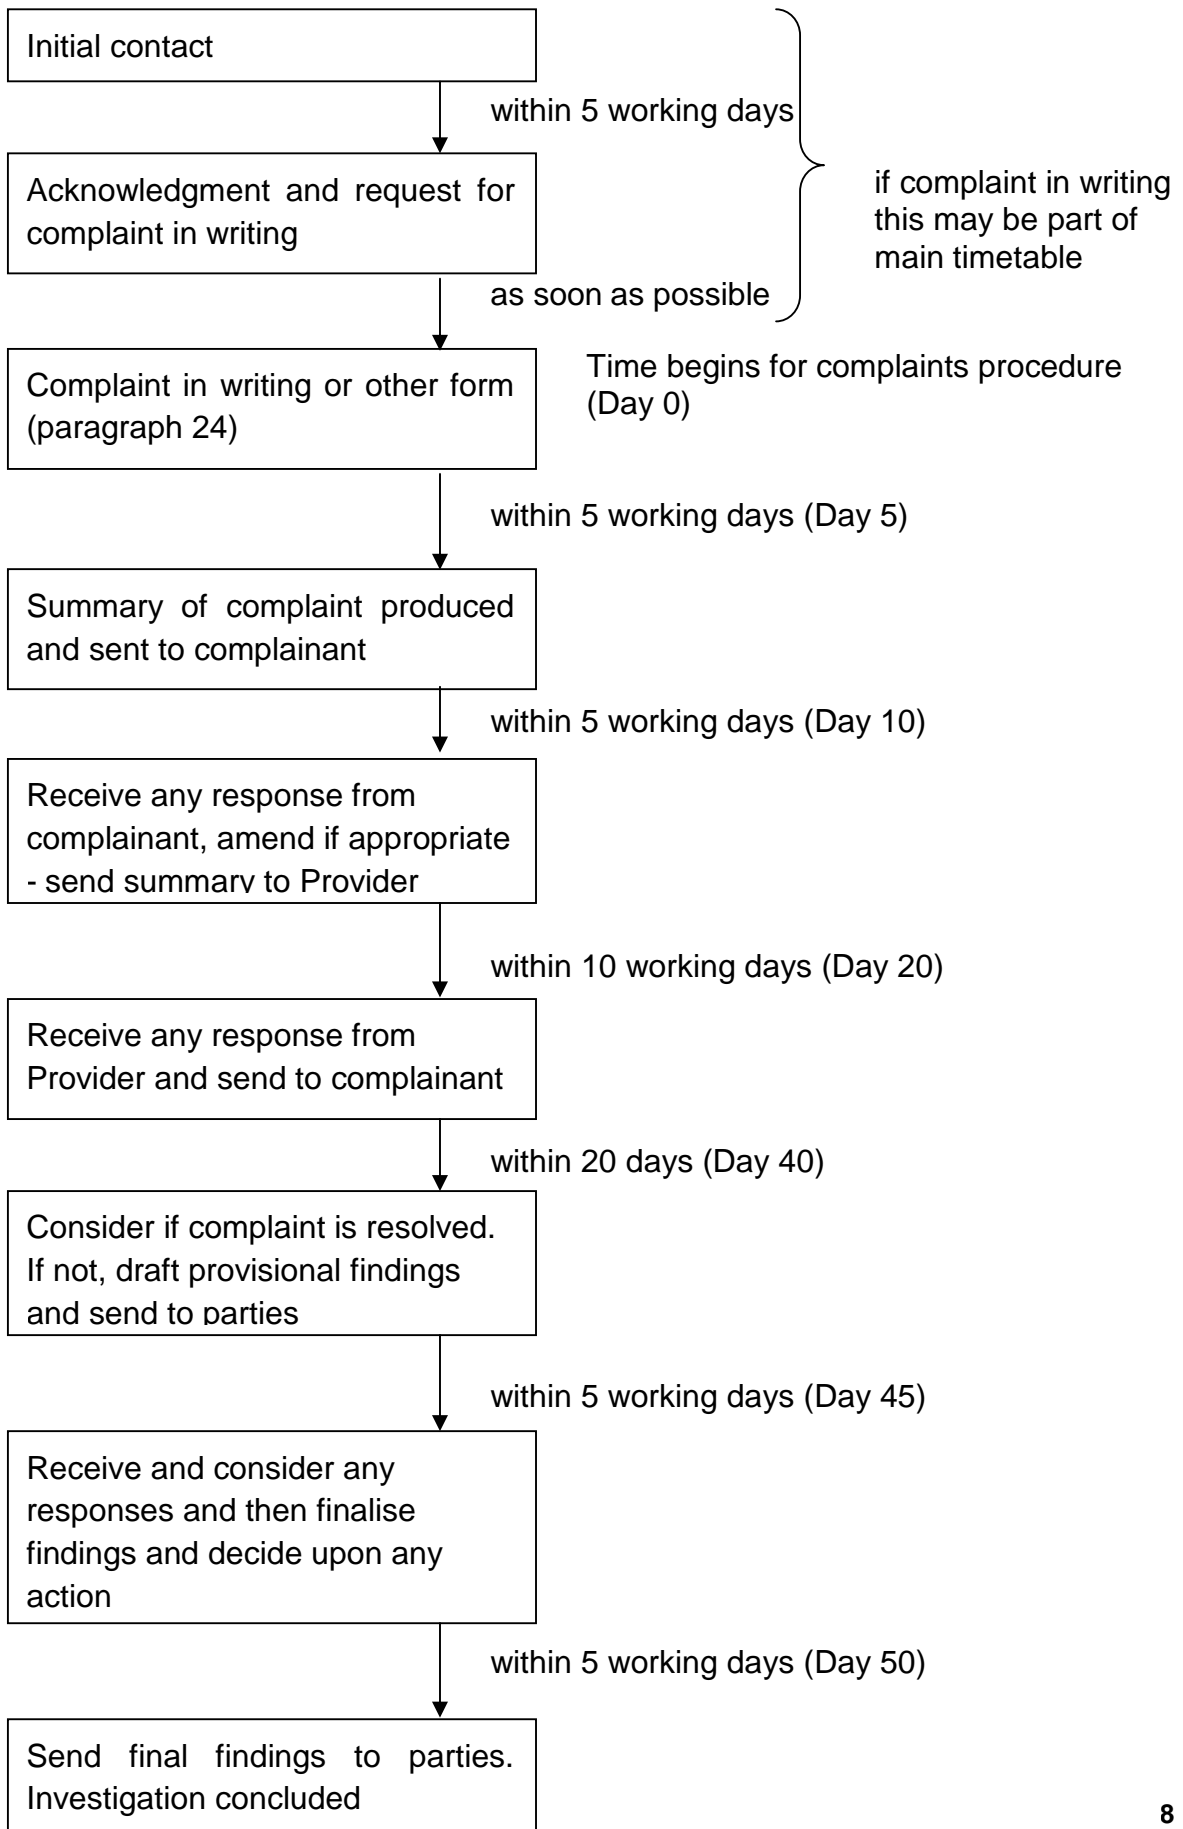 Initial contact
within 5 working days
Acknowledgment and request for
complaint in writing
if complaint in writing
this may be part of
main timetable
as soon as possible
Time begins for complaints procedure
(Day 0)
Complaint in writing or other form
(paragraph 24)
within 5 working days (Day 5)
Summary of complaint produced
and sent to complainant
within 5 working days (Day 10)
Receive any response from
complainant, amend if appropriate
- send summary to Provider
within 10 working days (Day 20)
Receive any response from
Provider and send to complainant
within 20 days (Day 40)
Consider if complaint is resolved.
If not, draft provisional findings
and send to parties
within 5 working days (Day 45)
Receive and consider any
responses and then finalise
findings and decide upon any
action
within 5 working days (Day 50)
Send final findings to parties.
Investigation concluded
8